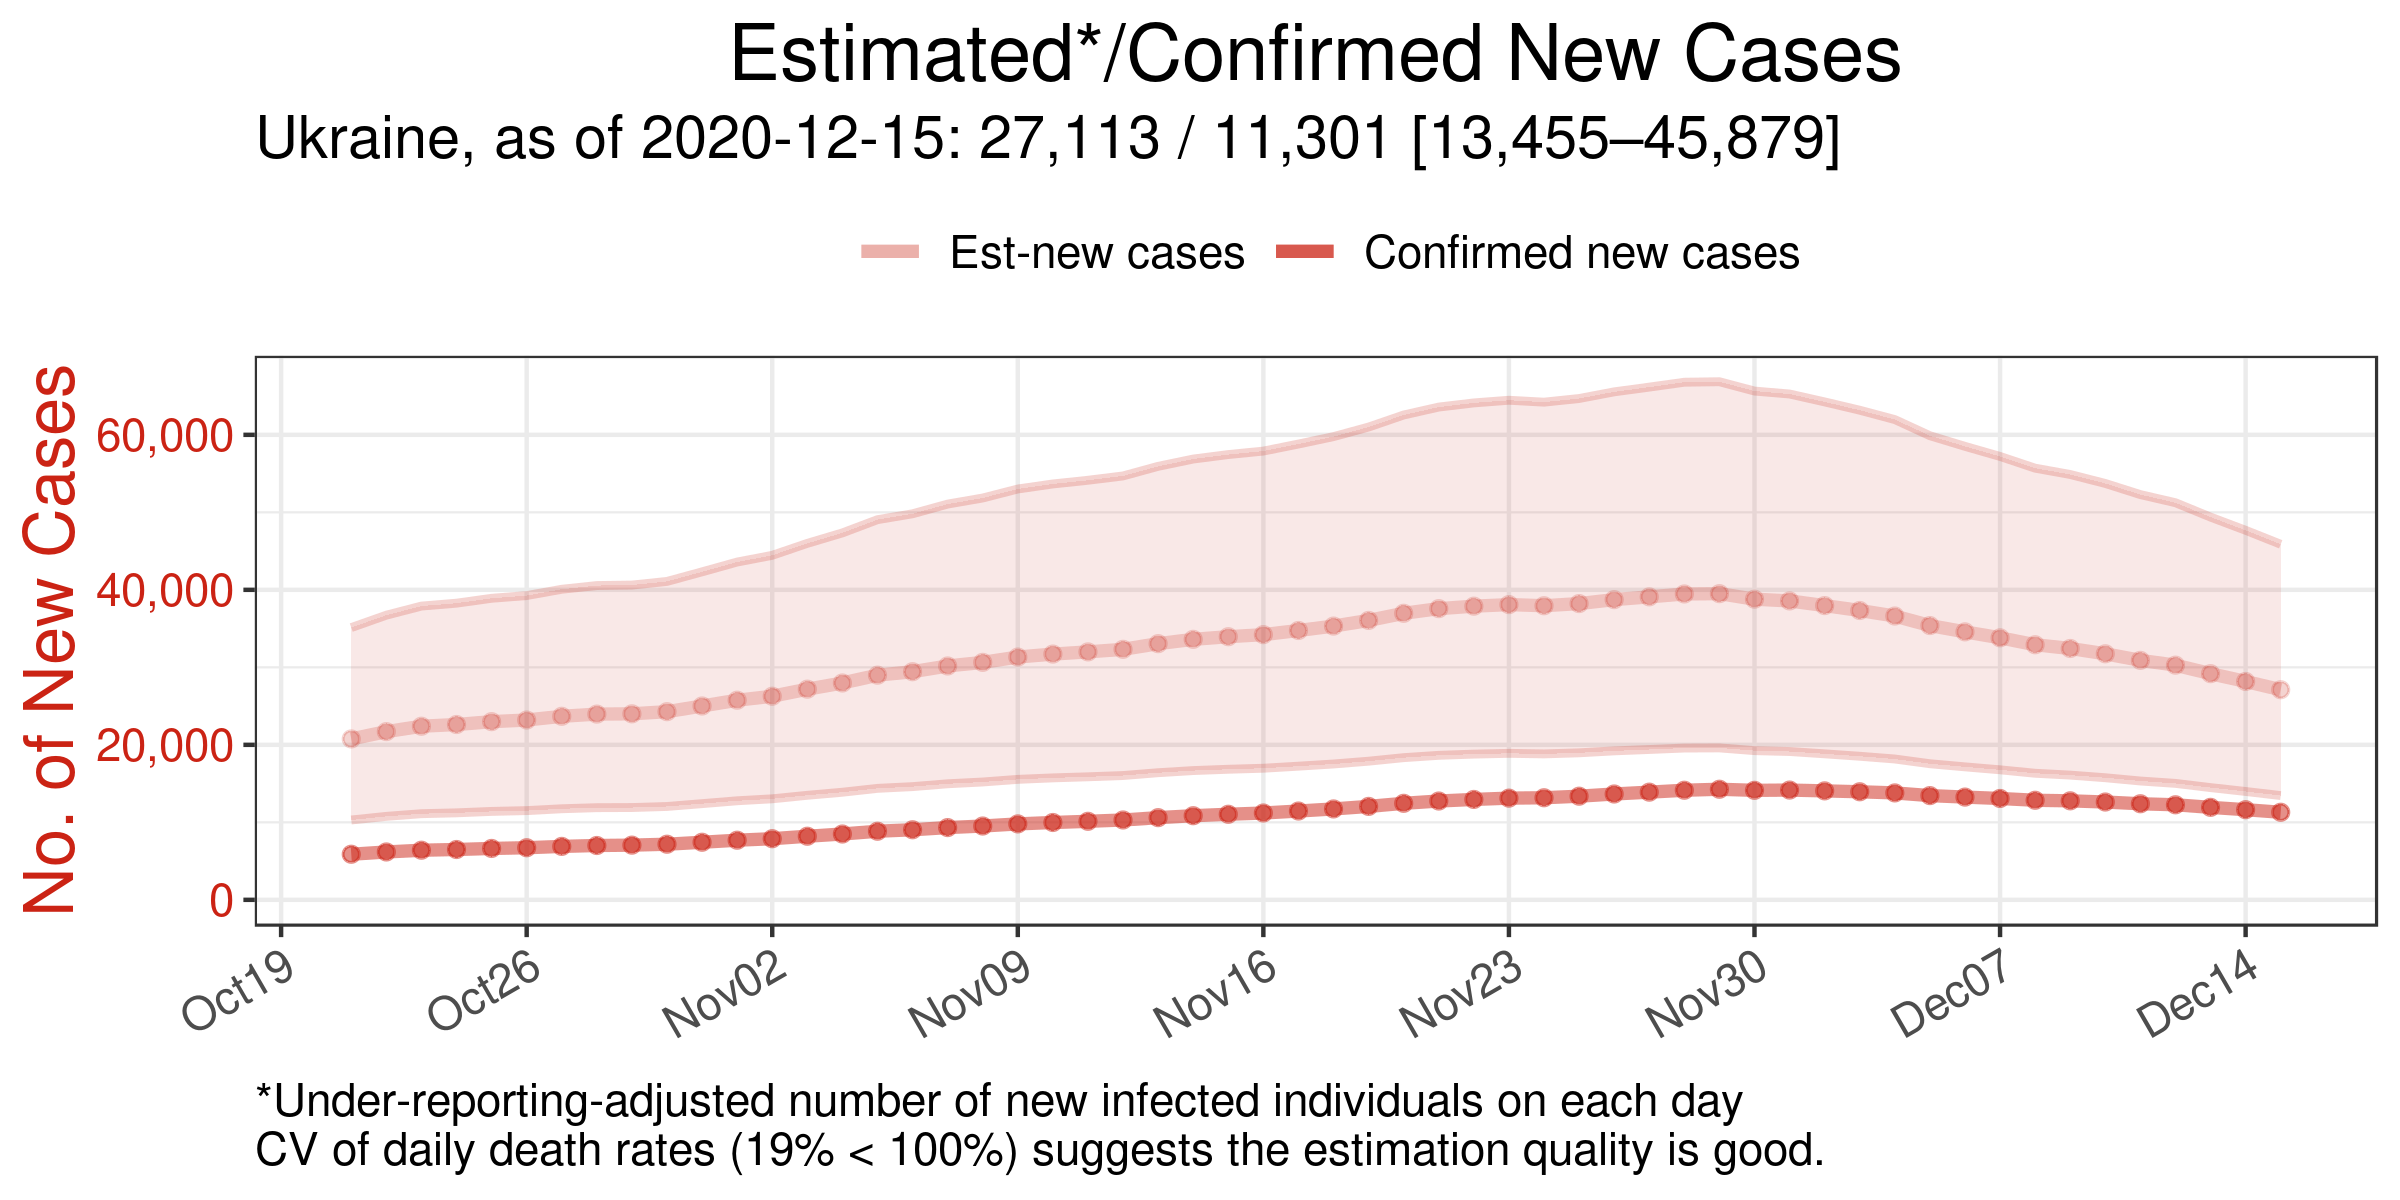 Estimated*/Confirmed New Cases
Ukraine, as of 2020-12-15: 27,113 / 11,301 [13,455–45,879]
Est-new cases
Confirmed new cases
No. of New Cases
60,000
40,000
20,000
0
Oct19
Oct26
Nov02
Nov09
Nov16
Nov23
Nov30
Dec07
Dec14
*Under-reporting-adjusted number of new infected individuals on each day
CV of daily death rates (19% < 100%) suggests the estimation quality is good.